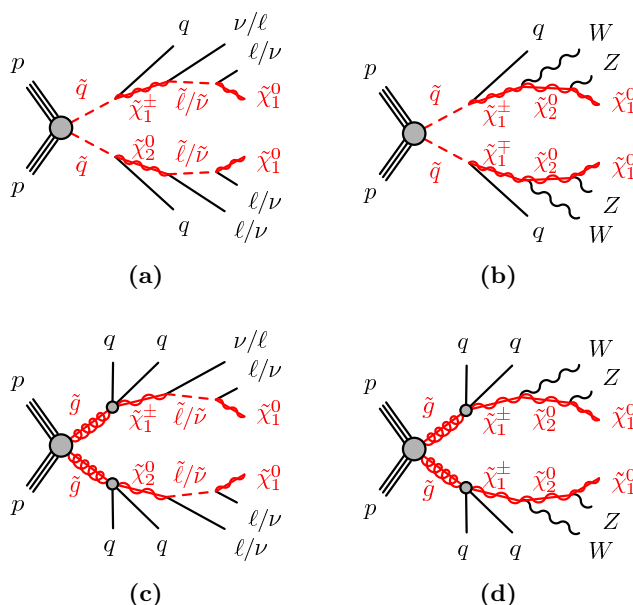 q ν/ℓ
ℓ/ν
p q̃
χ̃₁± ℓ̃/ν̃ χ̃₁⁰
χ̃₂⁰ ℓ̃/ν̃ χ̃₁⁰
p q̃
ℓ/ν
q ℓ/ν
(a)
q W
Z
p q̃
χ̃₁± χ̃₂⁰ χ̃₁⁰
χ̃₁∓ χ̃₂⁰ χ̃₁⁰
p q̃
Z
q W
(b)
q q ν/ℓ
ℓ/ν
p g̃
χ̃₁± ℓ̃/ν̃ χ̃₁⁰
χ̃₂⁰ ℓ̃/ν̃ χ̃₁⁰
p g̃
ℓ/ν
q q ℓ/ν
(c)
q q W
Z
p g̃
χ̃₁± χ̃₂⁰ χ̃₁⁰
χ̃₁± χ̃₂⁰ χ̃₁⁰
p g̃
Z
q q W
(d)